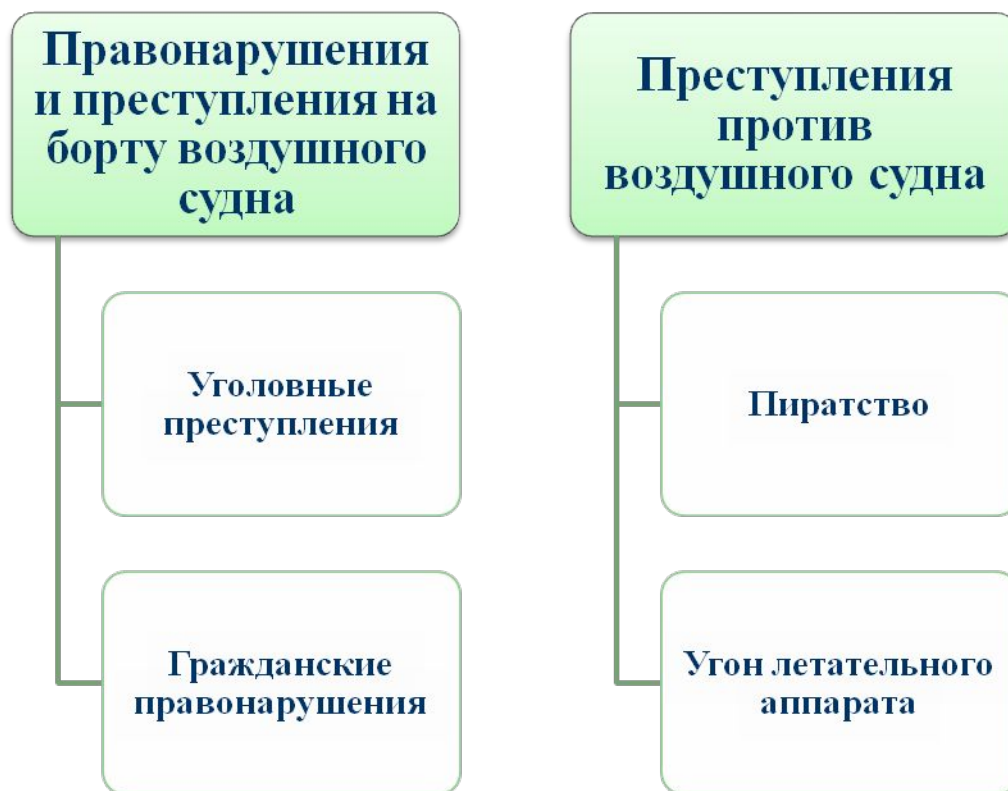 Правонарушения
и преступления на
борту воздушного
судна
Уголовные
преступления
Гражданские
правонарушения
Преступления
против
воздушного судна
Пиратство
Угон летательного
аппарата